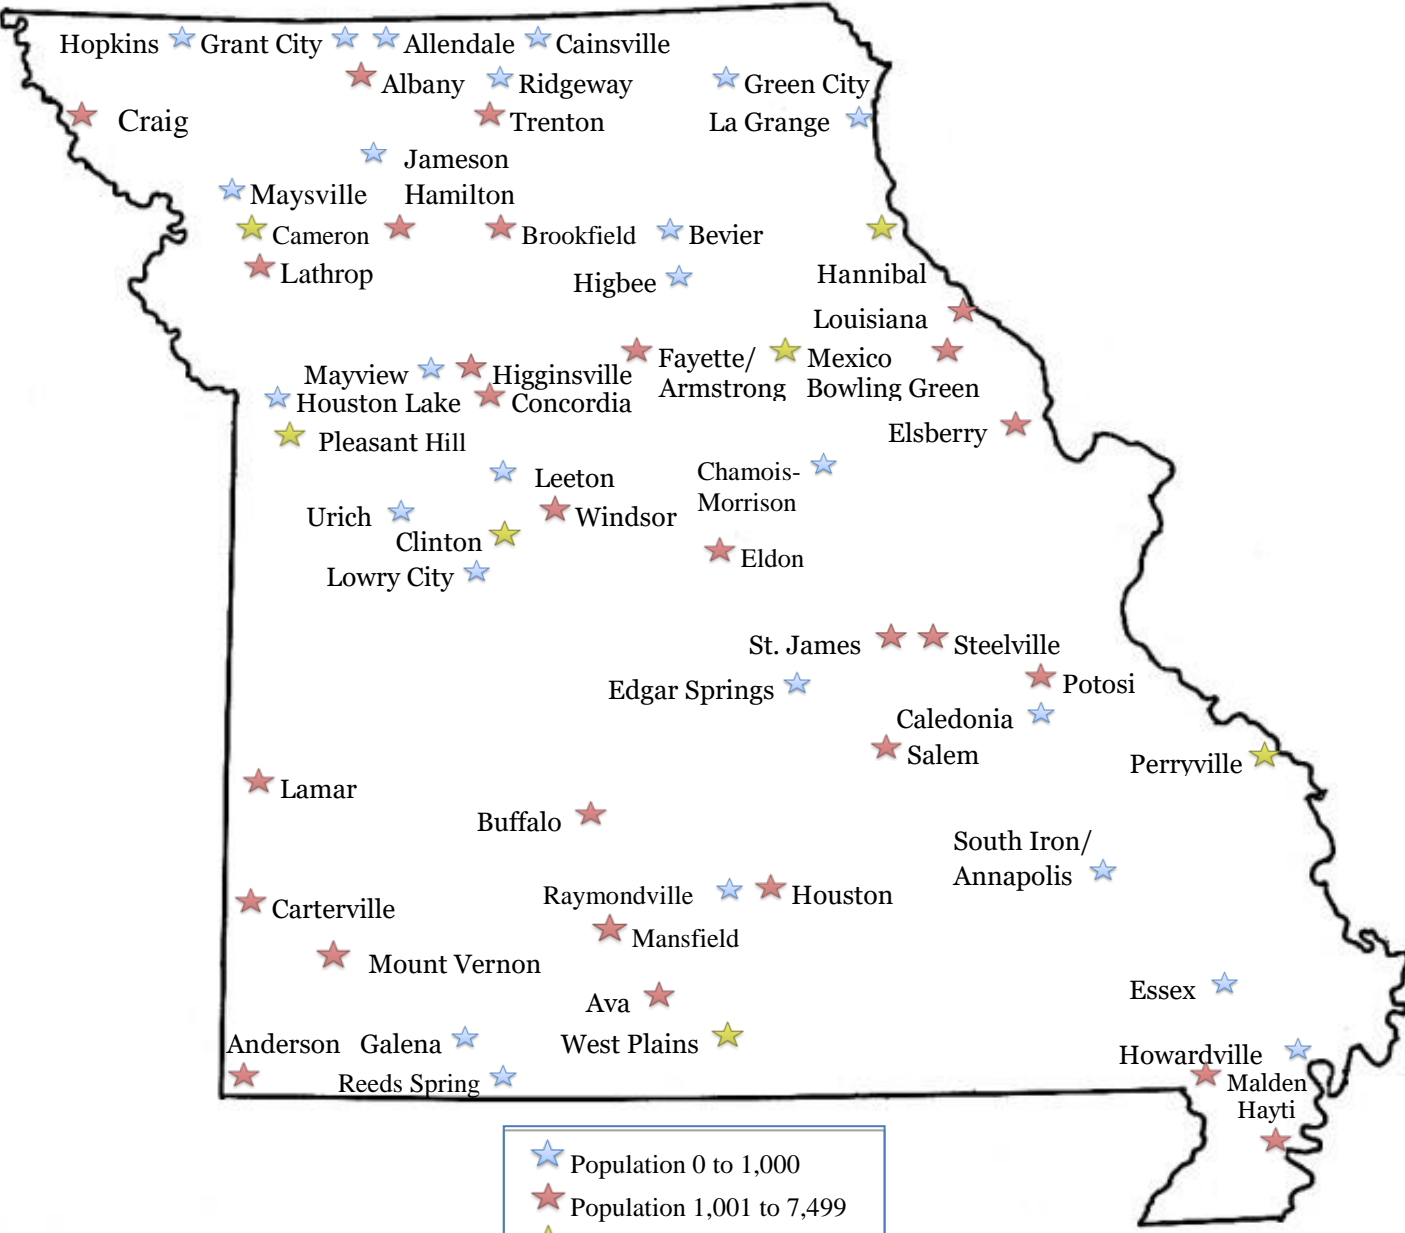 Hopkins
Grant City
Allendale
Cainsville
Albany
Ridgeway
Green City
Craig
Trenton
La Grange
Jameson
Maysville
Hamilton
Cameron
Brookfield
Bevier
Lathrop
Higbee
Hannibal
Louisiana
Mayview
Higginsville
Fayette/
Armstrong
Mexico
Bowling Green
Houston Lake
Concordia
Pleasant Hill
Elsberry
Leeton
Chamois-
Morrison
Urich
Windsor
Clinton
Eldon
Lowry City
St. James
Steelville
Edgar Springs
Potosi
Caledonia
Salem
Perryville
Lamar
Buffalo
South Iron/
Annapolis
Raymondville
Houston
Carterville
Mansfield
Mount Vernon
Essex
Ava
Anderson
Galena
West Plains
Howardville
Reeds Spring
Malden
Hayti
Population 0 to 1,000
Population 1,001 to 7,499